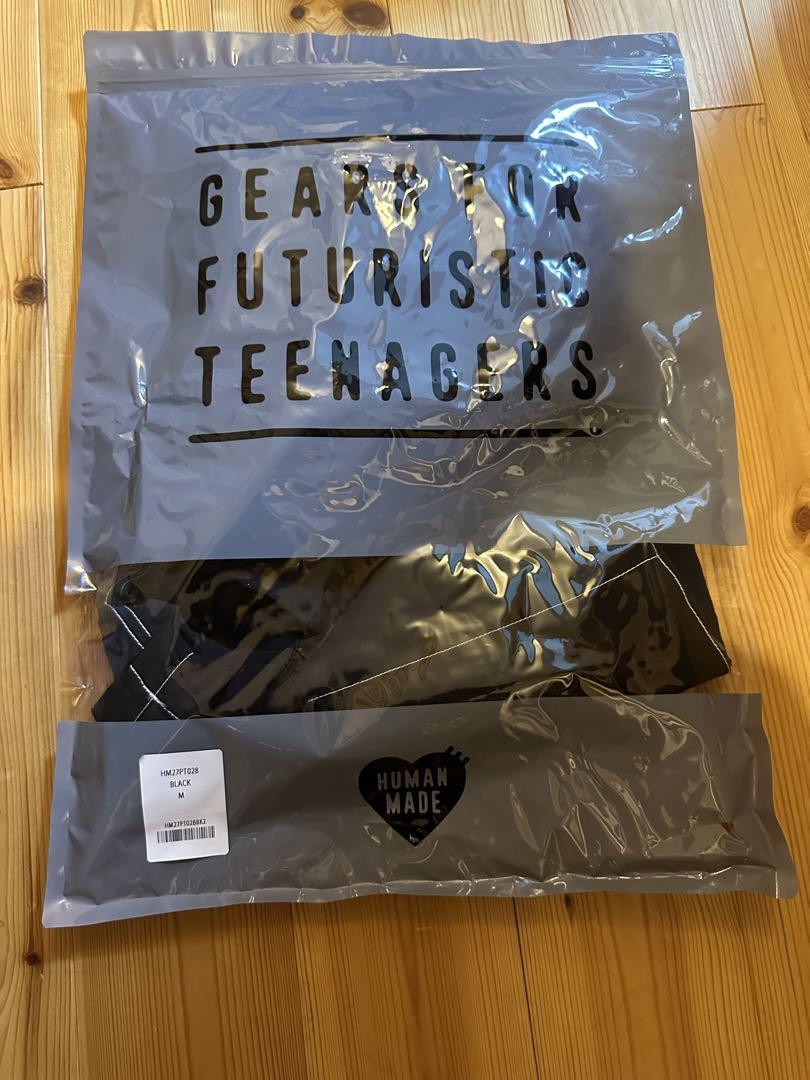 GEARS FOR
FUTURISTIC
TEENAGERS
HM27PT028
BLACK
M
HM27PT028BK2
HUMAN
MADE